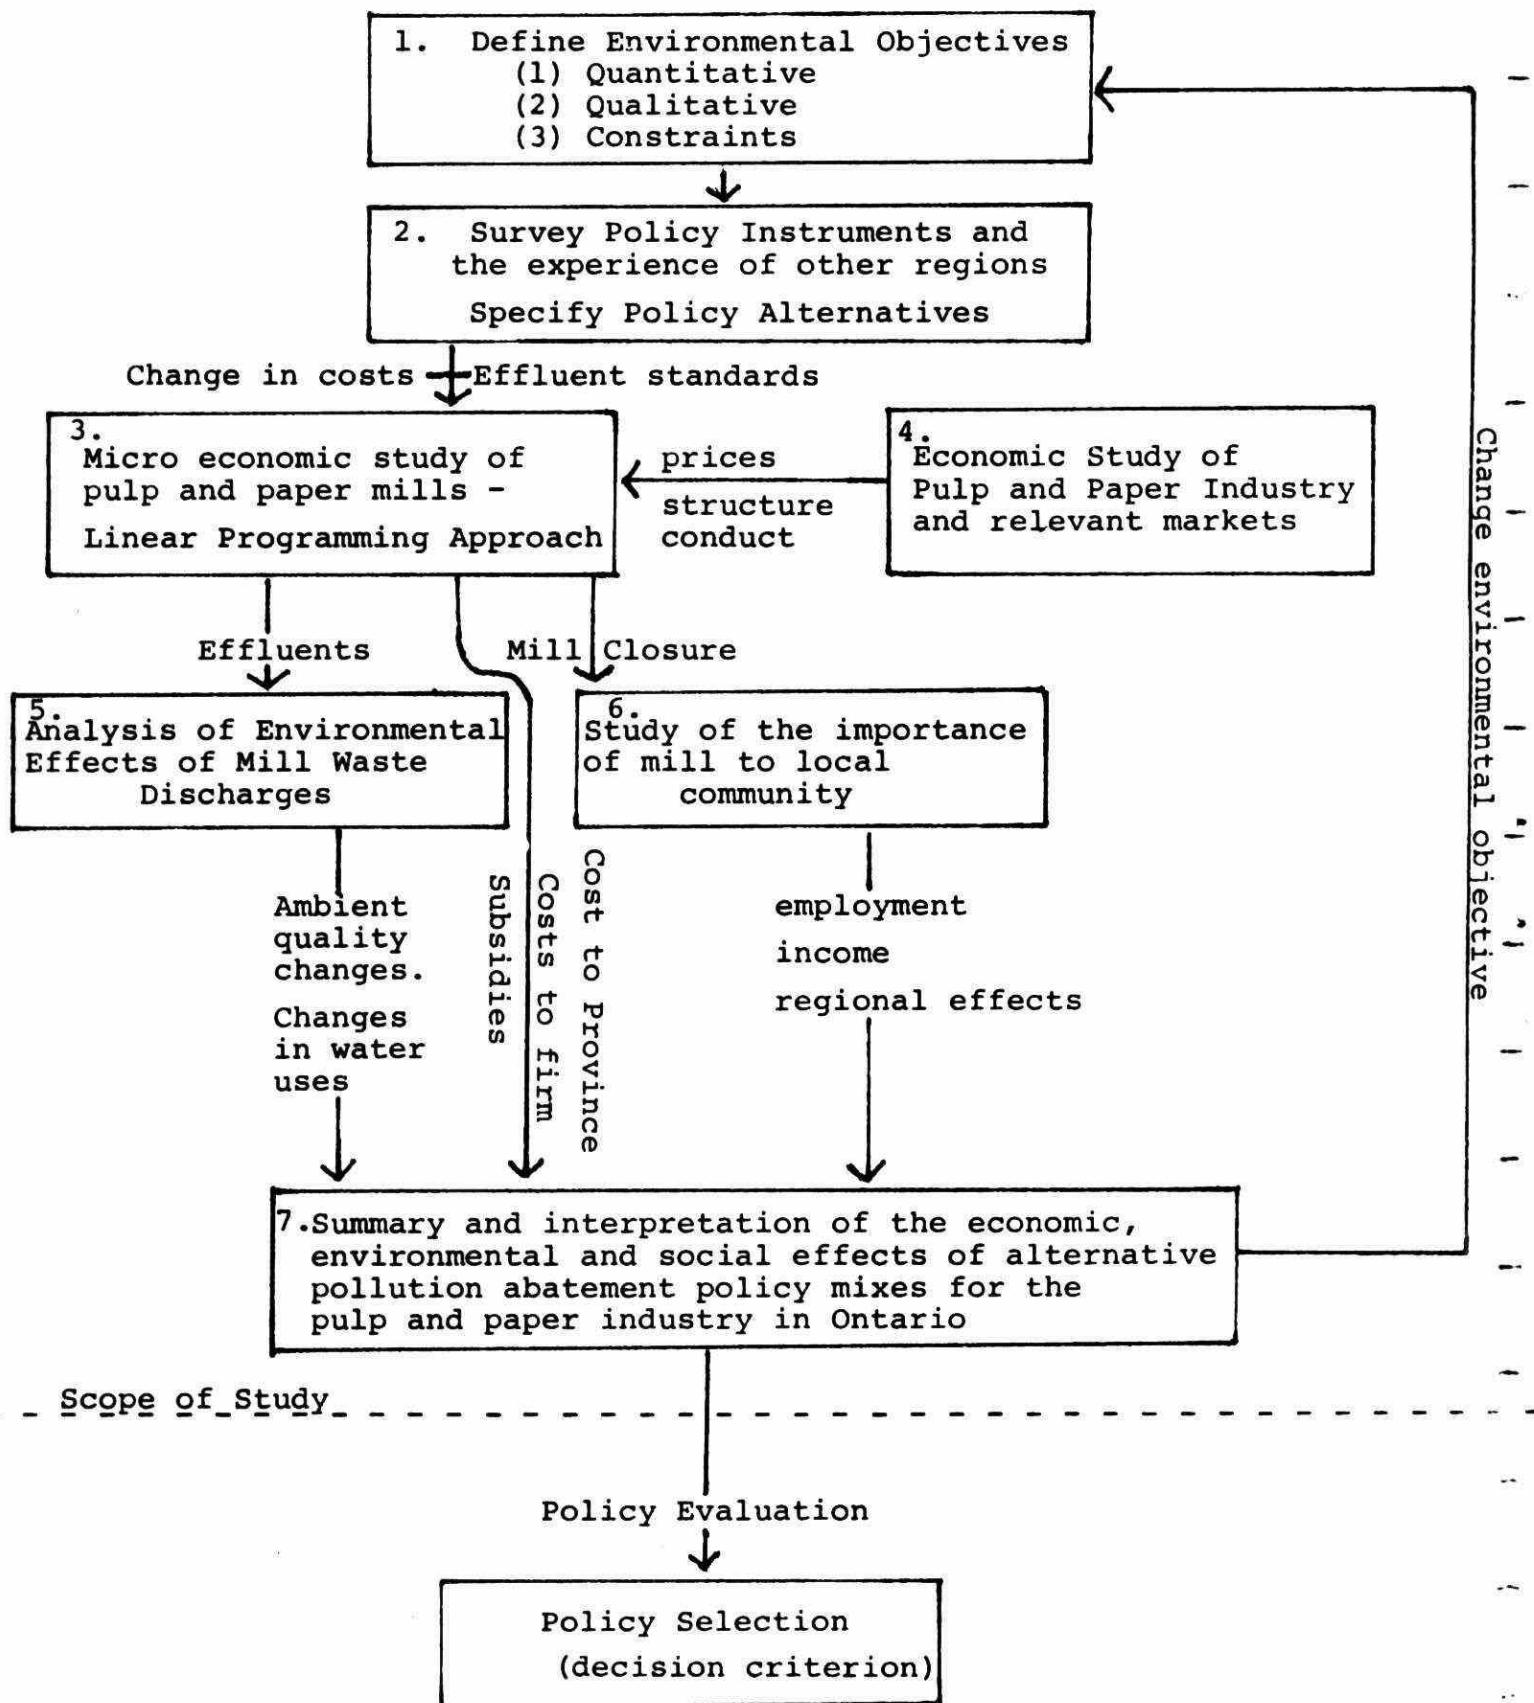 1. Define Environmental Objectives
(1) Quantitative
(2) Qualitative
(3) Constraints
2. Survey Policy Instruments and
the experience of other regions
Specify Policy Alternatives
Change in costs
Effluent standards
3.
Micro economic study of
pulp and paper mills -
Linear Programming Approach
prices
structure
conduct
4.
Economic Study of
Pulp and Paper Industry
and relevant markets
Change environmental objective
Effluents
Mill Closure
5.
Analysis of Environmental
Effects of Mill Waste
Discharges
6.
Study of the importance
of mill to local
community
Ambient
quality
changes.
Changes
in water
uses
Subsidies
Costs to firm
Cost to Province
employment
income
regional effects
7. Summary and interpretation of the economic,
environmental and social effects of alternative
pollution abatement policy mixes for the
pulp and paper industry in Ontario
Scope of Study
Policy Evaluation
Policy Selection
(decision criterion)